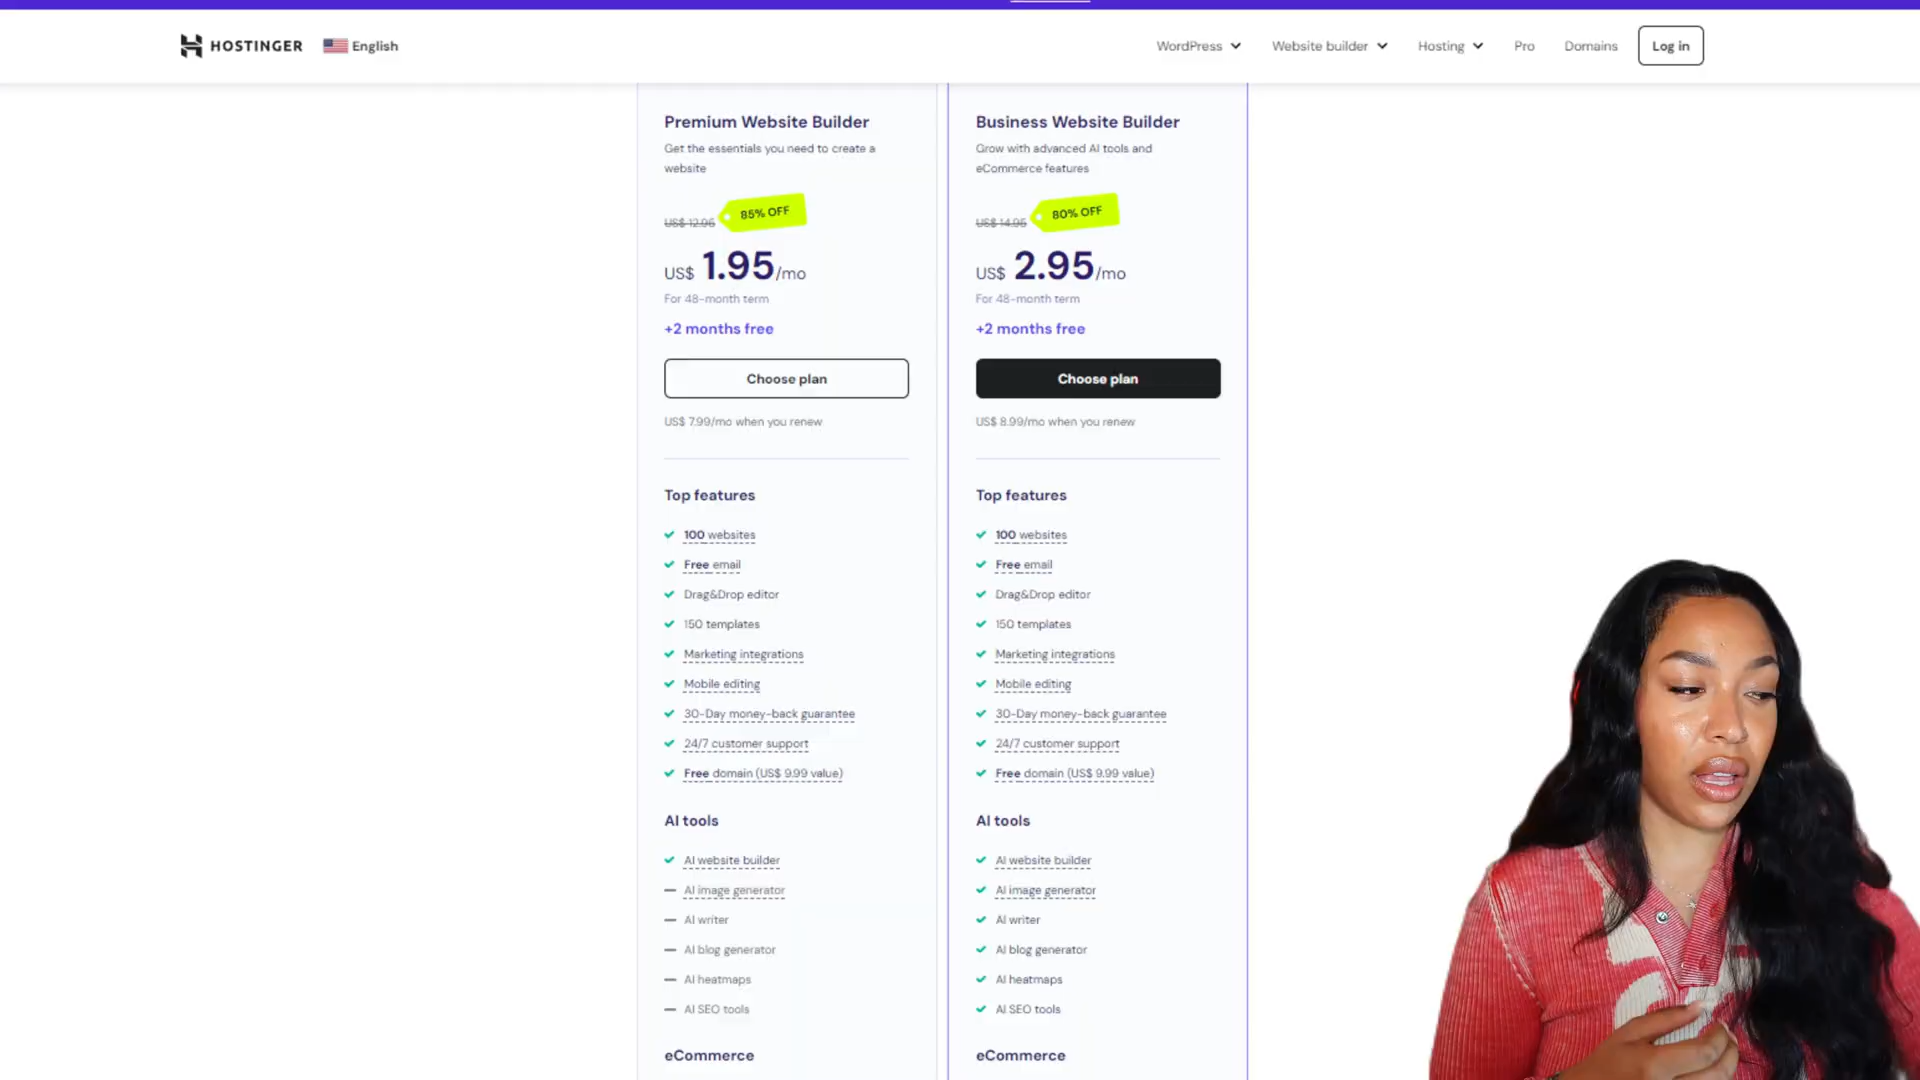 HOSTINGER
English
WordPress
Website builder
Hosting
Pro
Domains
Log in
Premium Website Builder
Get the essentials you need to create a
website
US$ 12.96
85% OFF
US$ 1.95/mo
For 48-month term
+2 months free
Choose plan
US$ 7.99/mo when you renew
Top features
100 websites
Free email
Drag&Drop editor
150 templates
Marketing integrations
Mobile editing
30-Day money-back guarantee
24/7 customer support
Free domain (US$ 9.99 value)
AI tools
AI website builder
AI image generator
AI writer
AI blog generator
AI heatmaps
AI SEO tools
eCommerce
Business Website Builder
Grow with advanced AI tools and
eCommerce features
US$ 14.95
80% OFF
US$ 2.95/mo
For 48-month term
+2 months free
Choose plan
US$ 8.99/mo when you renew
Top features
100 websites
Free email
Drag&Drop editor
150 templates
Marketing integrations
Mobile editing
30-Day money-back guarantee
24/7 customer support
Free domain (US$ 9.99 value)
AI tools
AI website builder
AI image generator
AI writer
AI blog generator
AI heatmaps
AI SEO tools
eCommerce